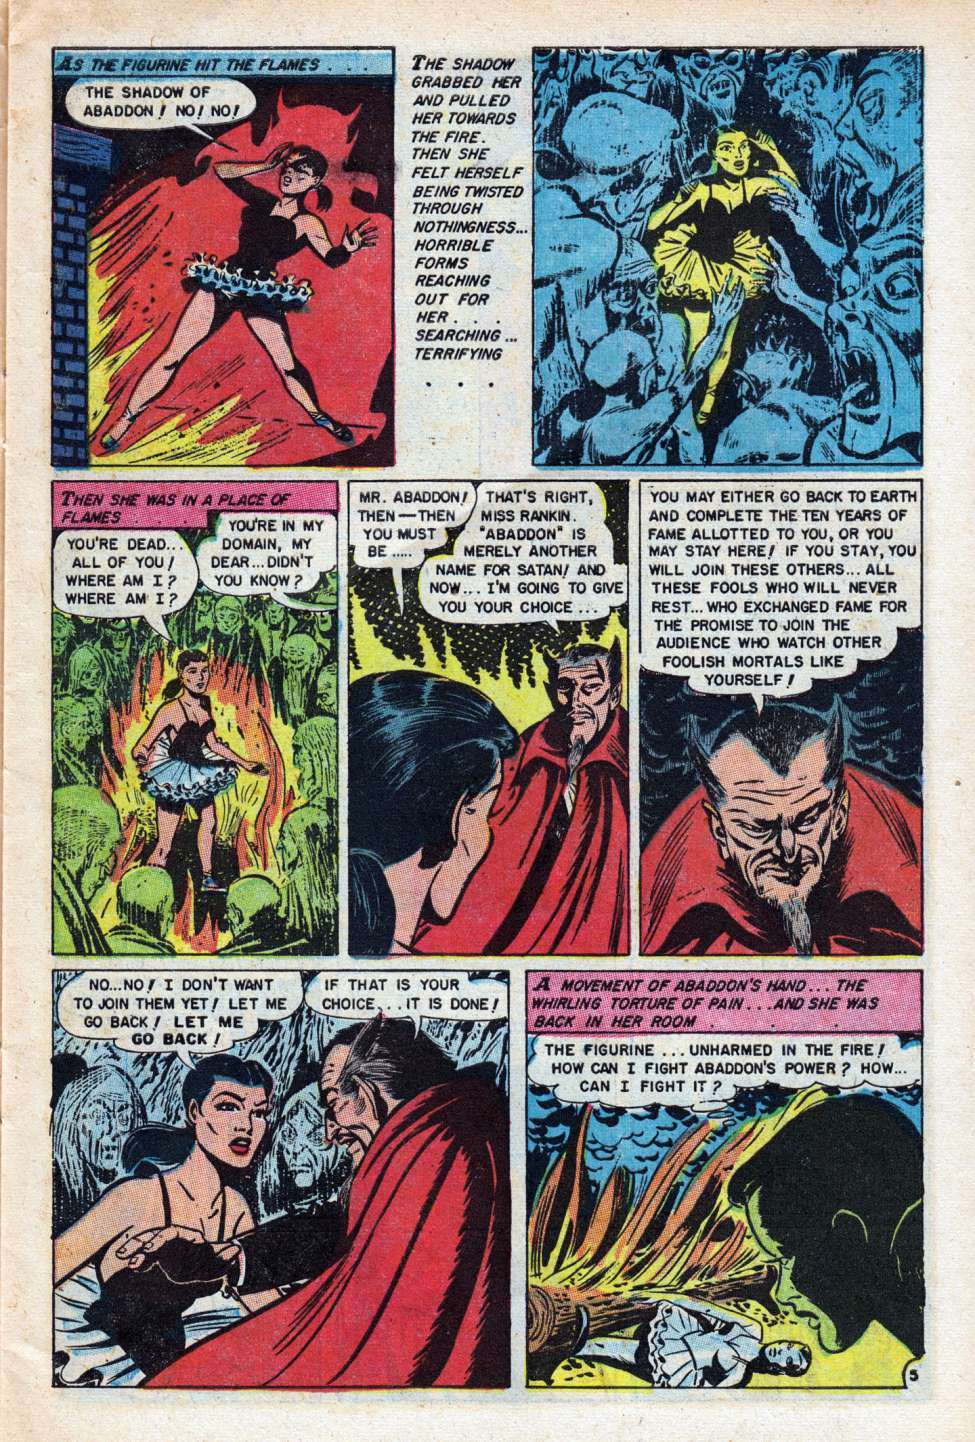 AS THE FIGURINE HIT THE FLAMES . . . .
THE SHADOW OF
ABADDON! NO! NO!
THE SHADOW
GRABBED HER
AND PULLED
HER TOWARDS
THE FIRE.
THEN SHE
FELT HERSELF
BEING TWISTED
THROUGH
NOTHINGNESS...
HORRIBLE
FORMS
REACHING
OUT FOR
HER . . .
SEARCHING...
TERRIFYING
. . . .
THEN SHE WAS IN A PLACE OF
FLAMES . . . . . . .
YOU'RE DEAD...
ALL OF YOU!
WHERE AM I?
WHERE AM I?
YOU'RE IN MY
DOMAIN, MY
DEAR...DIDN'T
YOU KNOW?
MR. ABADDON!
THEN—THEN
YOU MUST
BE .....
THAT'S RIGHT,
MISS RANKIN.
"ABADDON" IS
MERELY ANOTHER
NAME FOR SATAN! AND
NOW... I'M GOING TO GIVE
YOU YOUR CHOICE ...
YOU MAY EITHER GO BACK TO EARTH
AND COMPLETE THE TEN YEARS OF
FAME ALLOTTED TO YOU, OR YOU
MAY STAY HERE! IF YOU STAY, YOU
WILL JOIN THESE OTHERS... ALL
THESE FOOLS WHO WILL NEVER
REST...WHO EXCHANGED FAME FOR
THE PROMISE TO JOIN THE
AUDIENCE WHO WATCH OTHER
FOOLISH MORTALS LIKE
YOURSELF!
NO...NO! I DON'T WANT
TO JOIN THEM YET! LET ME
GO BACK! LET ME
GO BACK!
IF THAT IS YOUR
CHOICE...IT IS DONE!
A MOVEMENT OF ABADDON'S HAND...THE
WHIRLING TORTURE OF PAIN...AND SHE WAS
BACK IN HER ROOM . . . . .
THE FIGURINE ...UNHARMED IN THE FIRE!
HOW CAN I FIGHT ABADDON'S POWER? HOW...
CAN I FIGHT IT?
5